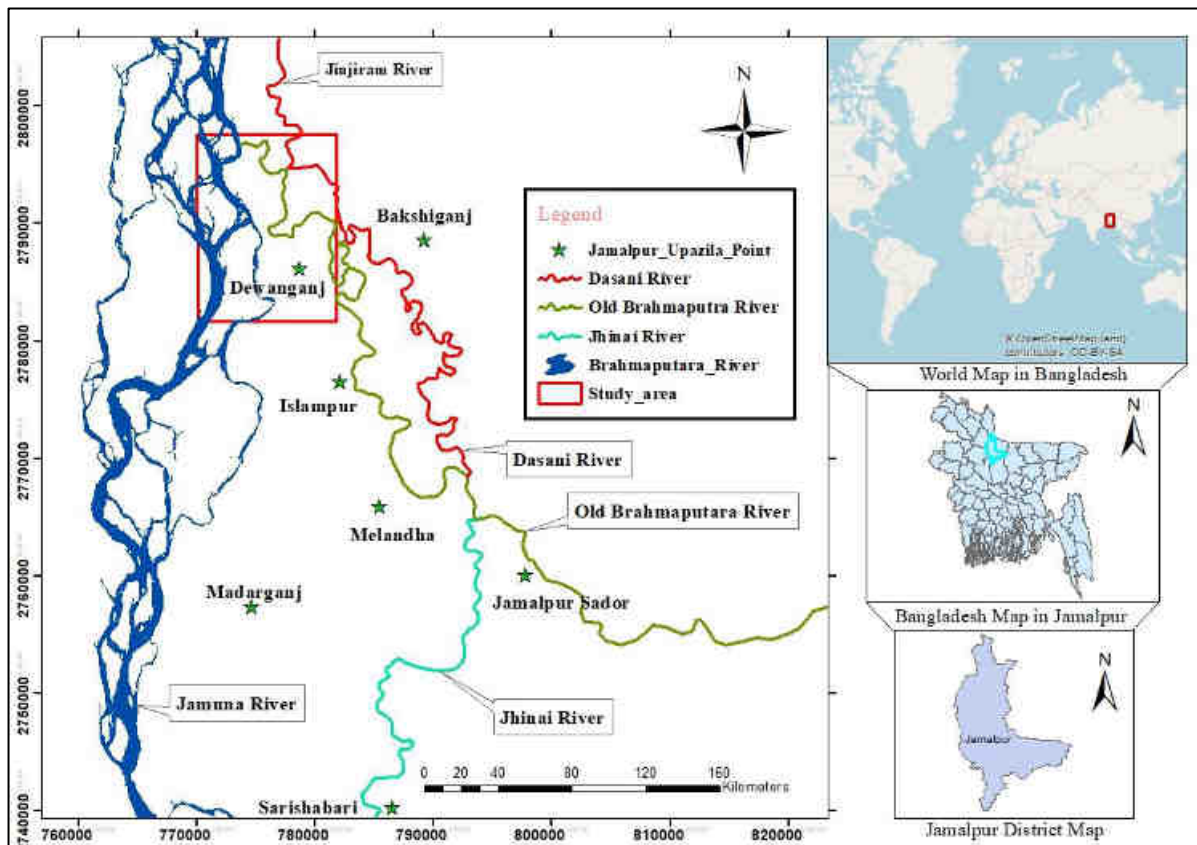 Jinjiram River
N
2800000
2790000
2780000
2770000
2760000
2750000
2740000
Bakshiganj
Dewanganj
Islampur
Melandha
Madarganj
Jamalpur Sador
Sarishabari
Dasani River
Old Brahmaputara River
Jamuna River
Jhinai River
Legend
Jamalpur_Upazila_Point
Dasani River
Old Brahmaputra River
Jhinai River
Brahmaputara_River
Study_area
0 20 40 80 120 160
Kilometers
760000 770000 780000 790000 800000 810000 820000
World Map in Bangladesh
N
Bangladesh Map in Jamalpur
N
Jamalpur
Jamalpur District Map